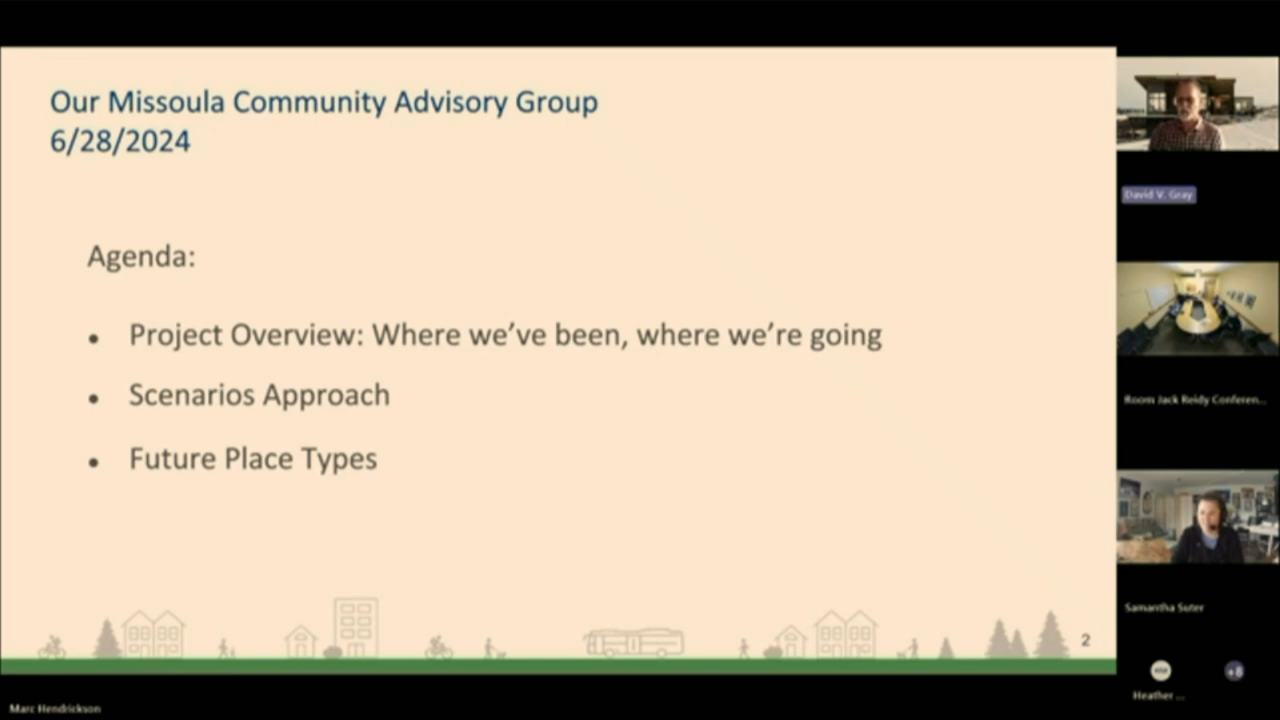 Our Missoula Community Advisory Group
6/28/2024
Agenda:
• Project Overview: Where we've been, where we're going
• Scenarios Approach
• Future Place Types
2
David V. Gray
Room Jack Reidy Conferen...
Samantha Suter
+8
Heather ...
Marc Hendrickson